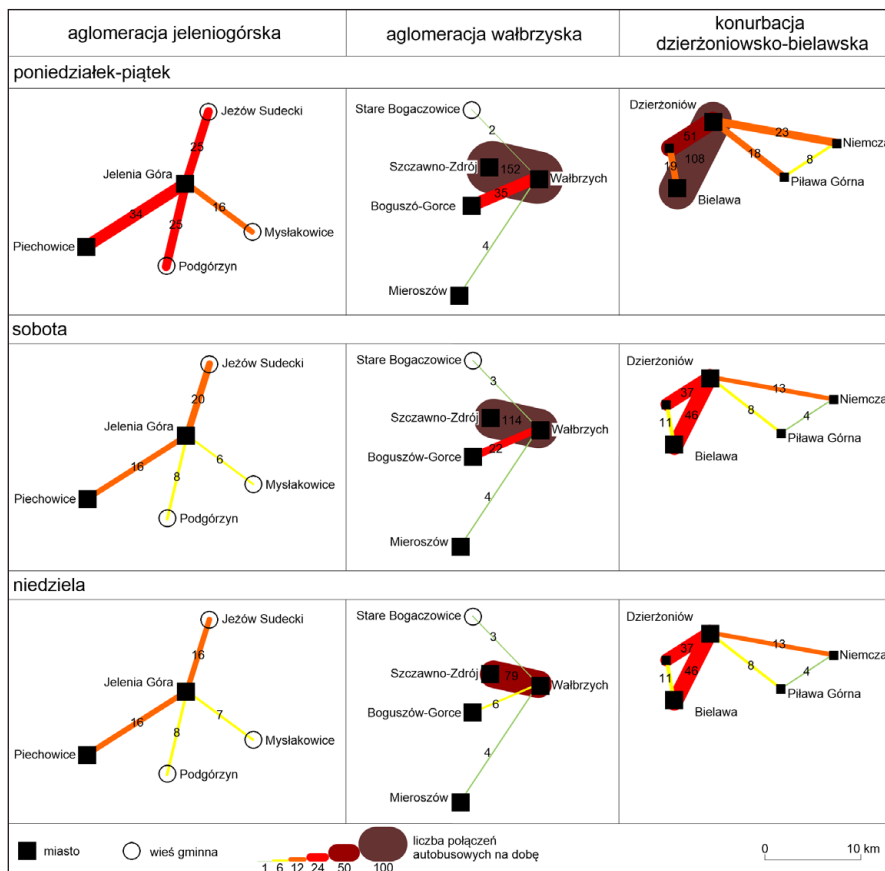 aglomeracja jeleniogórska
aglomeracja wałbrzyska
konurbacja
dzierżoniowsko-bielawska
poniedziałek-piątek
Jeżów Sudecki
25
Jelenia Góra
34
25
16
Piechowice
Mysłakowice
Podgórzyn
Stare Bogaczowice
2
Szczawno-Zdrój
152
Wałbrzych
35
Boguszó-Gorce
4
Mieroszów
Dzierżoniów
51
23
Niemcza
19
108
18
8
Piława Górna
Bielawa
sobota
Jeżów Sudecki
20
Jelenia Góra
16
8
6
Piechowice
Mysłakowice
Podgórzyn
Stare Bogaczowice
3
Szczawno-Zdrój
114
Wałbrzych
22
Boguszów-Gorce
4
Mieroszów
Dzierżoniów
37
13
Niemcza
11
46
8
4
Piława Górna
Bielawa
niedziela
Jeżów Sudecki
16
Jelenia Góra
16
8
7
Piechowice
Mysłakowice
Podgórzyn
Stare Bogaczowice
3
Szczawno-Zdrój
79
Wałbrzych
6
Boguszów-Gorce
4
Mieroszów
Dzierżoniów
37
13
Niemcza
11
46
8
4
Piława Górna
Bielawa
miasto
wieś gminna
1 6 12 24 50 100
liczba połączeń
autobusowych na dobę
0 10 km